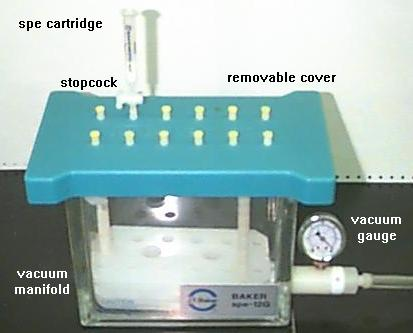 spe cartridge
stopcock
removable cover
vacuum
gauge
vacuum
manifold
BAKER
spe-12G